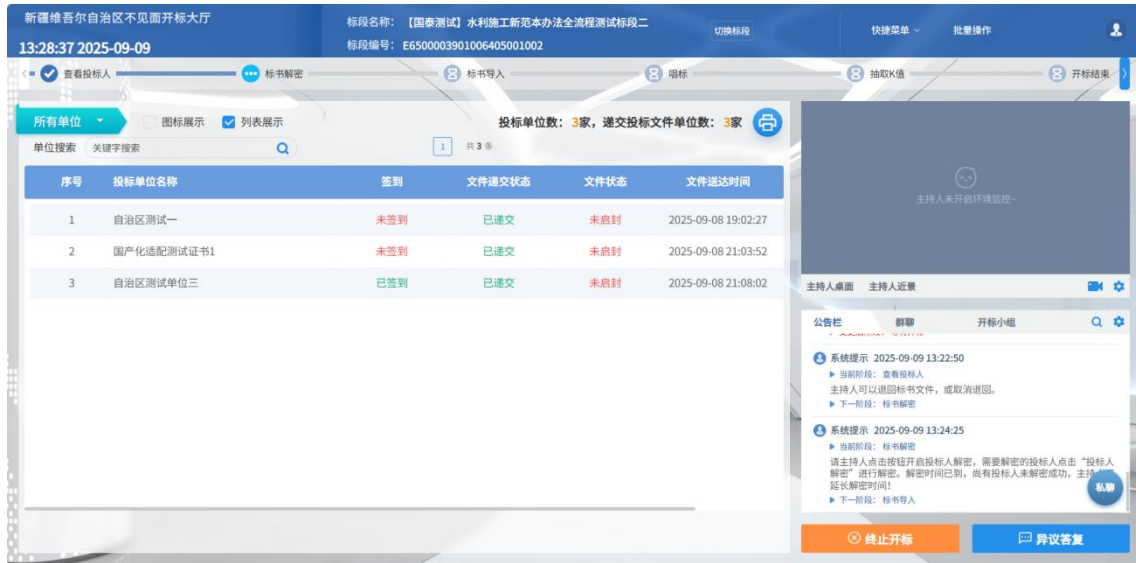 新疆维吾尔自治区不见面开标大厅
13:28:37 2025-09-09
标段名称： 【国泰测试】水利施工新范本办法全流程测试标段二
标段编号： E6500003901006405001002
切换标段
快捷菜单
批量操作
查看投标人
标书解密
标书导入
唱标
抽取K值
开标结束
所有单位
图标展示
列表展示
投标单位数：3家，递交投标文件单位数：3家
单位搜索 关键字搜索
1 共 3 条
序号 投标单位名称 签到 文件递交状态 文件状态 文件送达时间
1 自治区测试一 未签到 已递交 未启封 2025-09-08 19:02:27
2 国产化适配测试证书1 未签到 已递交 未启封 2025-09-08 21:03:52
3 自治区测试单位三 已签到 已递交 未启封 2025-09-08 21:08:02
主持人未开启环境监控~
主持人桌面 主持人近景
公告栏 群聊 开标小组
系统提示 2025-09-09 13:22:50
当前阶段： 查看投标人
主持人可以退回标书文件，或取消退回。
下一阶段： 标书解密
系统提示 2025-09-09 13:24:25
当前阶段： 标书解密
请主持人点击按钮开启投标人解密，需要解密的投标人点击“投标人
解密”进行解密。解密时间已到，尚有投标人未解密成功，主持
延长解密时间！
下一阶段： 标书导入
私聊
终止开标
异议答复